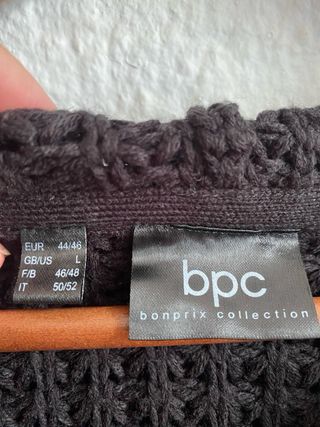 EUR 44/46
GB/US L
F/B 46/48
IT 50/52
bpc
bonprix collection